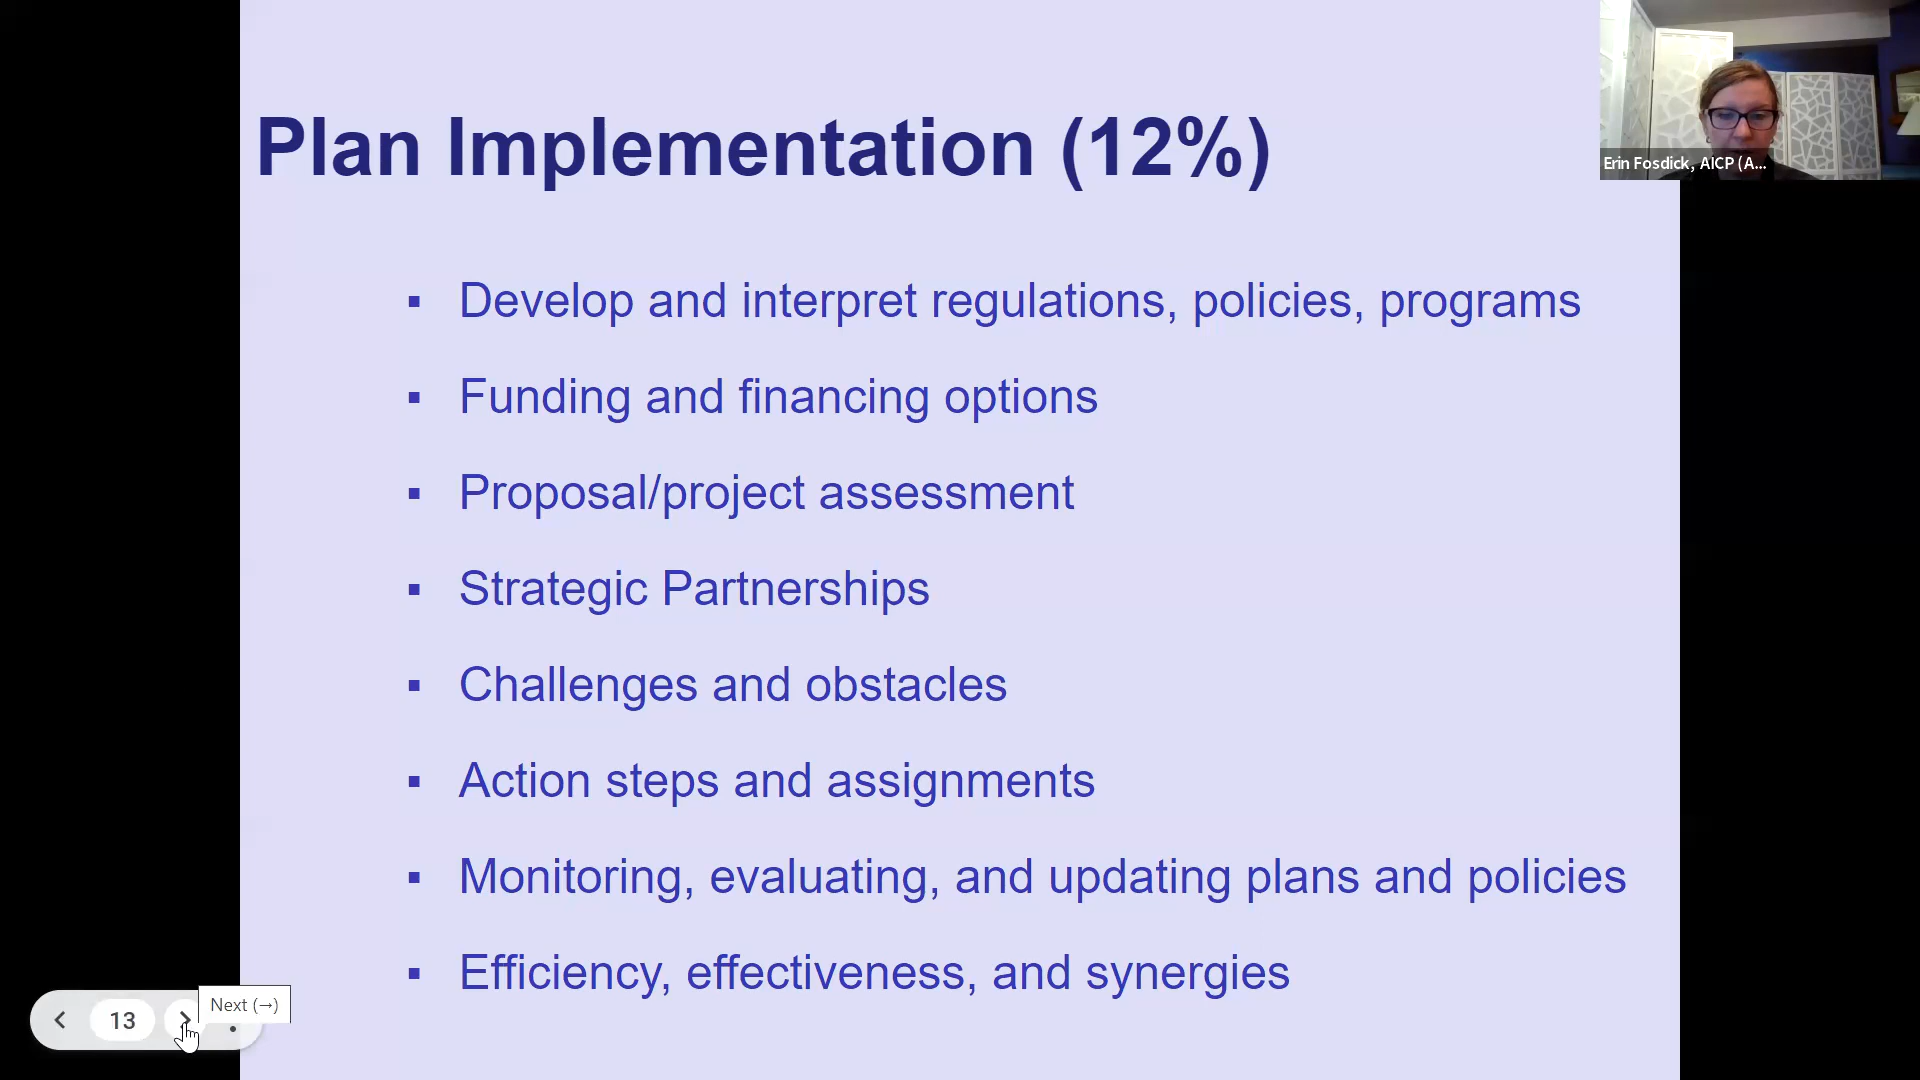 Plan Implementation (12%)
Erin Fosdick, AICP (A...
▪ Develop and interpret regulations, policies, programs
▪ Funding and financing options
▪ Proposal/project assessment
▪ Strategic Partnerships
▪ Challenges and obstacles
▪ Action steps and assignments
▪ Monitoring, evaluating, and updating plans and policies
▪ Efficiency, effectiveness, and synergies
Next (→)
13